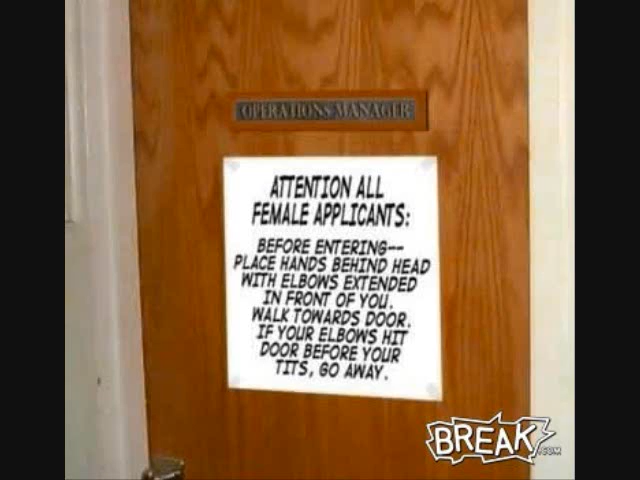 OPERATIONS MANAGER
ATTENTION ALL
FEMALE APPLICANTS:
BEFORE ENTERING--
PLACE HANDS BEHIND HEAD
WITH ELBOWS EXTENDED
IN FRONT OF YOU.
WALK TOWARDS DOOR.
IF YOUR ELBOWS HIT
DOOR BEFORE YOUR
TITS, GO AWAY.
BREAK.COM